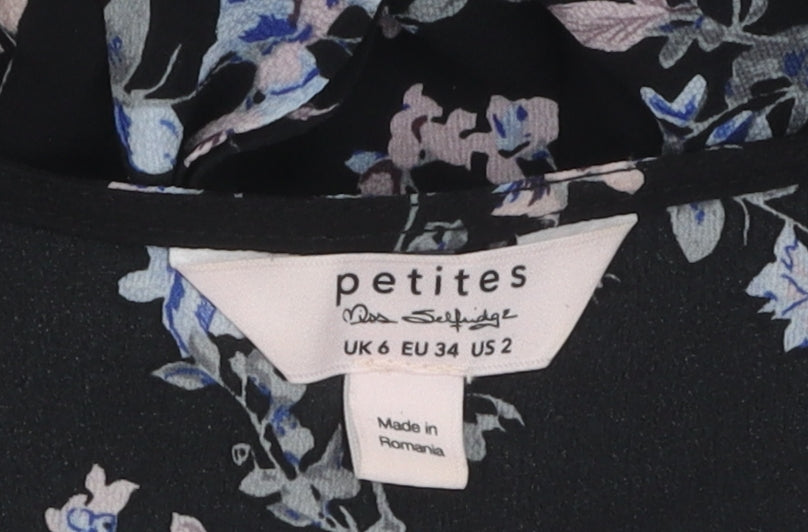 petites
Miss Selfridge
UK 6 EU 34 US 2
Made in
Romania